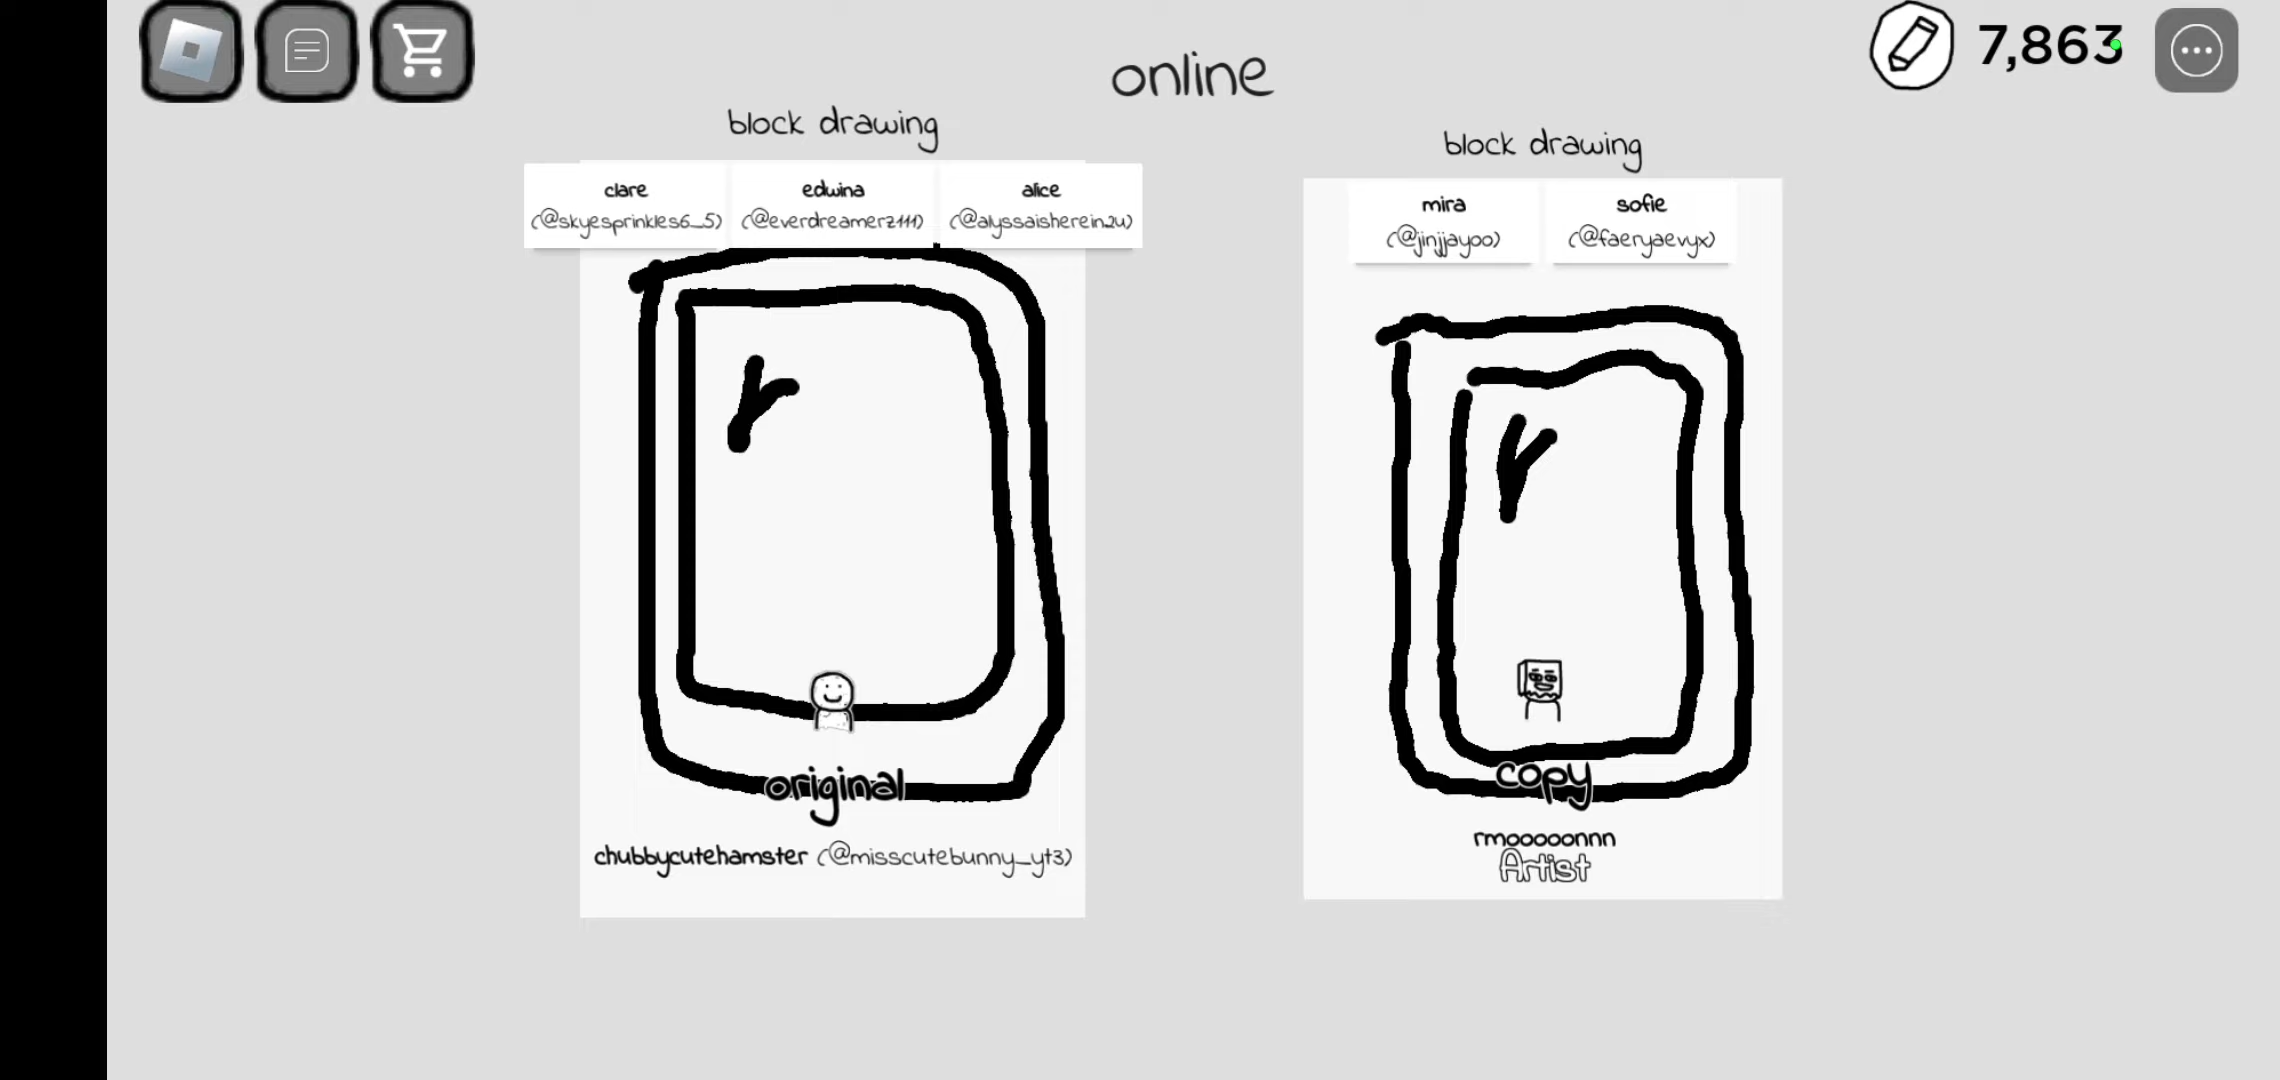 online
7,863
block drawing
clare
(@skyesprinkles6_5)
edwina
(@everdreamerz111)
alice
(@alyssaisherein2u)
r
original
chubbycutehamster (@misscutebunny_yt3)
block drawing
mira
(@jinjjayoo)
sofie
(@faeryaevyx)
r
copy
rmooooonnn
Artist